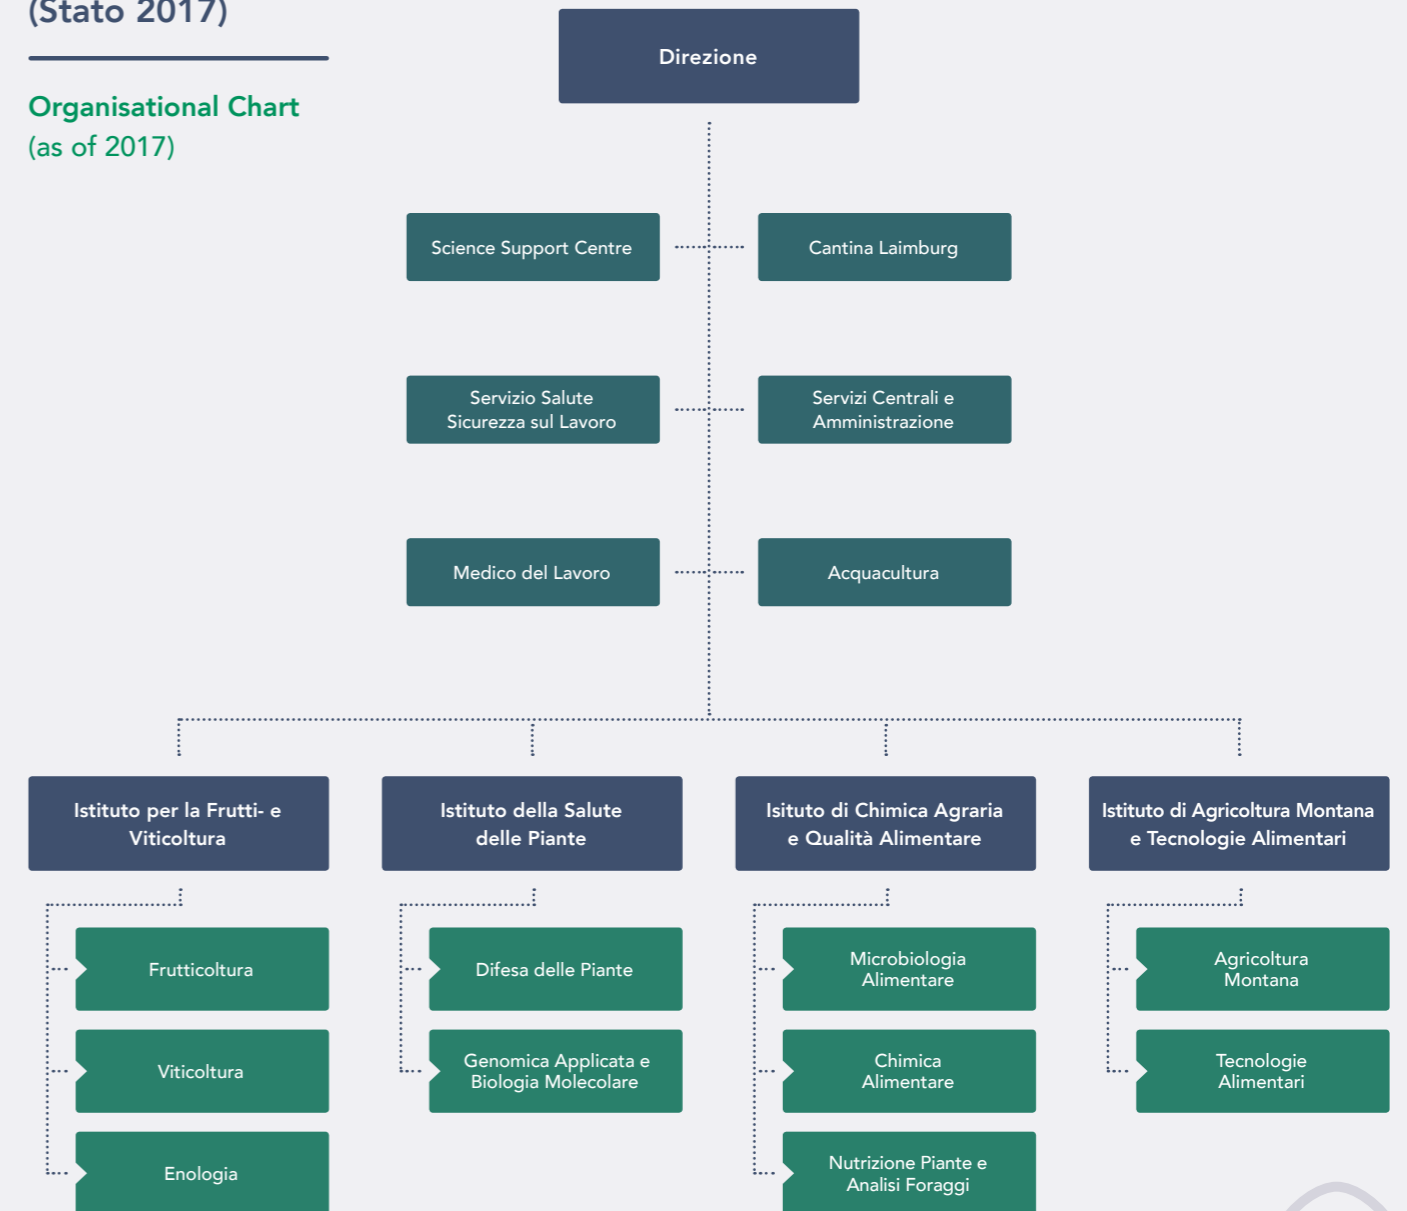 (Stato 2017)
Organisational Chart
(as of 2017)
Direzione
Science Support Centre
Cantina Laimburg
Servizio Salute
Sicurezza sul Lavoro
Servizi Centrali e
Amministrazione
Medico del Lavoro
Acquacultura
Istituto per la Frutti- e
Viticoltura
Istituto della Salute
delle Piante
Isituto di Chimica Agraria
e Qualità Alimentare
Istituto di Agricoltura Montana
e Tecnologie Alimentari
Frutticoltura
Viticoltura
Enologia
Difesa delle Piante
Genomica Applicata e
Biologia Molecolare
Microbiologia
Alimentare
Chimica
Alimentare
Nutrizione Piante e
Analisi Foraggi
Agricoltura
Montana
Tecnologie
Alimentari